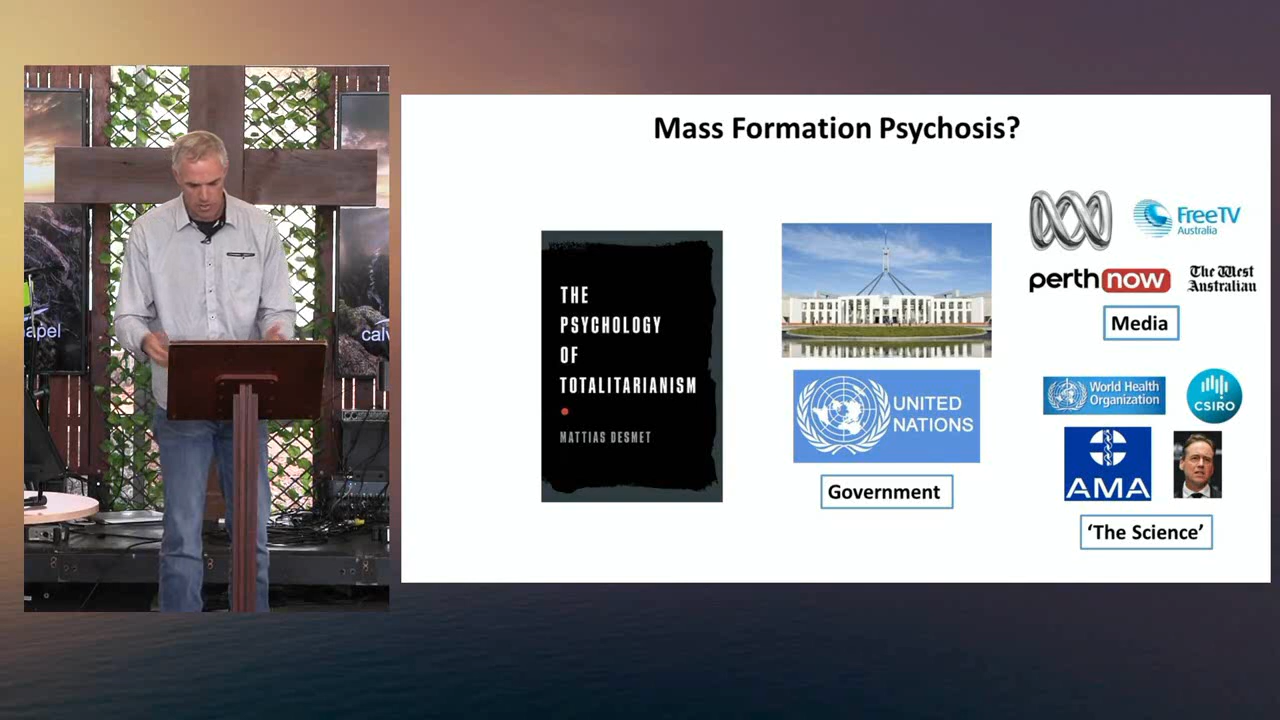 Mass Formation Psychosis?
THE
PSYCHOLOGY
OF
TOTALITARIANISM
MATTIAS DESMET
UNITED
NATIONS
Government
FreeTV
Australia
perthnow
The West
Australian
Media
World Health
Organization
CSIRO
AMA
'The Science'
apel
calv